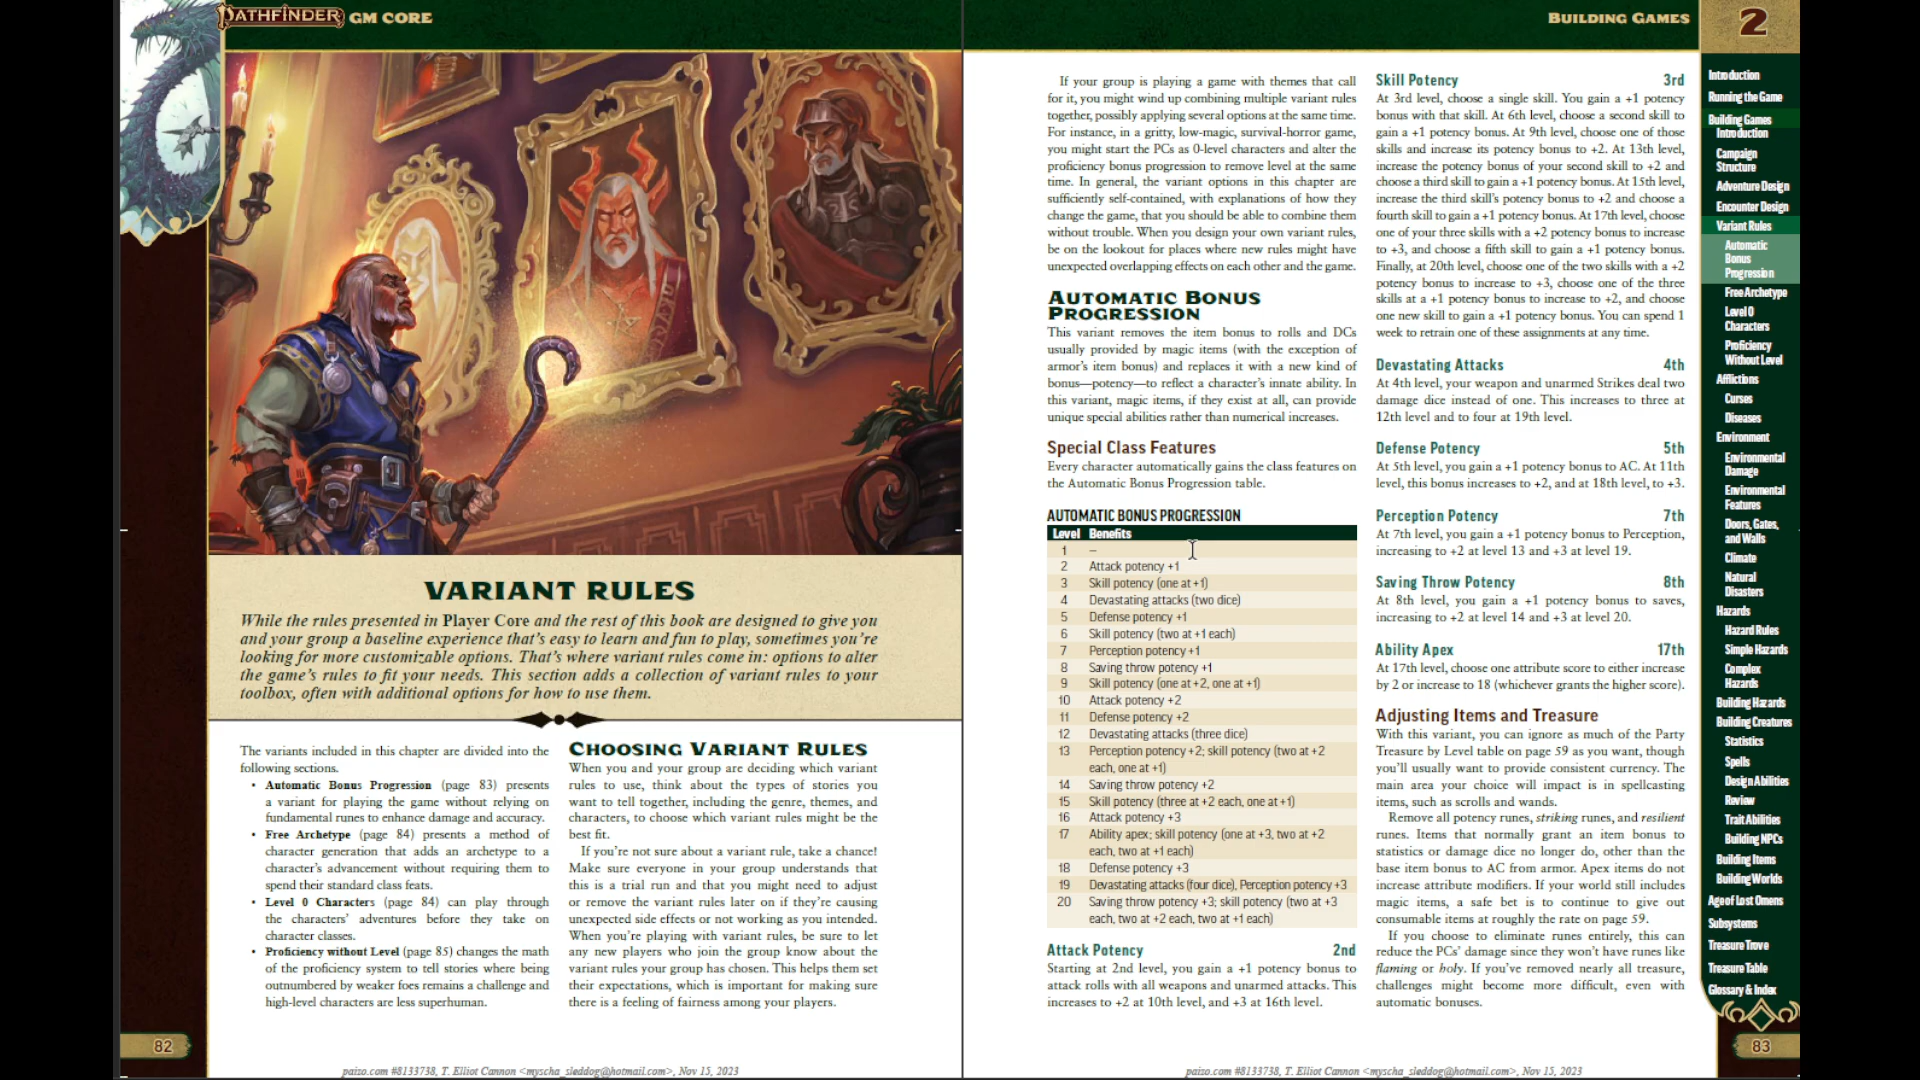 PATHFINDER GM CORE
VARIANT RULES
While the rules presented in Player Core and the rest of this book are designed to give you
and your group a baseline experience that's easy to learn and fun to play, sometimes you're
looking for more customizable options. That's where variant rules come in: options to alter
the game's rules to fit your needs. This section adds a collection of variant rules to your
toolbox, often with additional options for how to use them.
The variants included in this chapter are divided into the
following sections.
• Automatic Bonus Progression (page 83) presents
a variant for playing the game without relying on
fundamental runes to enhance damage and accuracy.
• Free Archetype (page 84) presents a method of
character generation that adds an archetype to a
character's advancement without requiring them to
spend their standard class feats.
• Level 0 Characters (page 84) can play through
the characters' adventures before they take on
character classes.
• Proficiency without Level (page 85) changes the math
of the proficiency system to tell stories where being
outnumbered by weaker foes remains a challenge and
high-level characters are less superhuman.
CHOOSING VARIANT RULES
When you and your group are deciding which variant
rules to use, think about the types of stories you
want to tell together, including the genre, themes, and
characters, to choose which variant rules might be the
best fit.
If you're not sure about a variant rule, take a chance!
Make sure everyone in your group understands that
this is a trial run and that you might need to adjust
or remove the variant rules later on if they're causing
unexpected side effects or not working as you intended.
When you're playing with variant rules, be sure to let
any new players who join the group know about the
variant rules your group has chosen. This helps them set
their expectations, which is important for making sure
there is a feeling of fairness among your players.
82
paizo.com #8133738, T. Elliot Cannon <myscha_sleddog@hotmail.com>, Nov 15, 2023
BUILDING GAMES
2
If your group is playing a game with themes that call
for it, you might wind up combining multiple variant rules
together, possibly applying several options at the same time.
For instance, in a gritty, low-magic, survival-horror game,
you might start the PCs as 0-level characters and alter the
proficiency bonus progression to remove level at the same
time. In general, the variant options in this chapter are
sufficiently self-contained, with explanations of how they
change the game, that you should be able to combine them
without trouble. When you design your own variant rules,
be on the lookout for places where new rules might have
unexpected overlapping effects on each other and the game.
AUTOMATIC BONUS
PROGRESSION
This variant removes the item bonus to rolls and DCs
usually provided by magic items (with the exception of
armor's item bonus) and replaces it with a new kind of
bonus—potency—to reflect a character's innate ability. In
this variant, magic items, if they exist at all, can provide
unique special abilities rather than numerical increases.
Special Class Features
Every character automatically gains the class features on
the Automatic Bonus Progression table.
AUTOMATIC BONUS PROGRESSION
Level Benefits
1 –
2 Attack potency +1
3 Skill potency (one at +1)
4 Devastating attacks (two dice)
5 Defense potency +1
6 Skill potency (two at +1 each)
7 Perception potency +1
8 Saving throw potency +1
9 Skill potency (one at +2, one at +1)
10 Attack potency +2
11 Defense potency +2
12 Devastating attacks (three dice)
13 Perception potency +2; skill potency (two at +2
each, one at +1)
14 Saving throw potency +2
15 Skill potency (three at +2 each, one at +1)
16 Attack potency +3
17 Ability apex; skill potency (one at +3, two at +2
each, two at +1 each)
18 Defense potency +3
19 Devastating attacks (four dice), Perception potency +3
20 Saving throw potency +3; skill potency (two at +3
each, two at +2 each, two at +1 each)
Attack Potency 2nd
Starting at 2nd level, you gain a +1 potency bonus to
attack rolls with all weapons and unarmed attacks. This
increases to +2 at 10th level, and +3 at 16th level.
Skill Potency 3rd
At 3rd level, choose a single skill. You gain a +1 potency
bonus with that skill. At 6th level, choose a second skill to
gain a +1 potency bonus. At 9th level, choose one of those
skills and increase its potency bonus to +2. At 13th level,
increase the potency bonus of your second skill to +2 and
choose a third skill to gain a +1 potency bonus. At 15th level,
increase the third skill's potency bonus to +2 and choose a
fourth skill to gain a +1 potency bonus. At 17th level, choose
one of your three skills with a +2 potency bonus to increase
to +3, and choose a fifth skill to gain a +1 potency bonus.
Finally, at 20th level, choose one of the two skills with a +2
potency bonus to increase to +3, choose one of the three
skills at a +1 potency bonus to increase to +2, and choose
one new skill to gain a +1 potency bonus. You can spend 1
week to retrain one of these assignments at any time.
Devastating Attacks 4th
At 4th level, your weapon and unarmed Strikes deal two
damage dice instead of one. This increases to three at
12th level and to four at 19th level.
Defense Potency 5th
At 5th level, you gain a +1 potency bonus to AC. At 11th
level, this bonus increases to +2, and at 18th level, to +3.
Perception Potency 7th
At 7th level, you gain a +1 potency bonus to Perception,
increasing to +2 at level 13 and +3 at level 19.
Saving Throw Potency 8th
At 8th level, you gain a +1 potency bonus to saves,
increasing to +2 at level 14 and +3 at level 20.
Ability Apex 17th
At 17th level, choose one attribute score to either increase
by 2 or increase to 18 (whichever grants the higher score).
Adjusting Items and Treasure
With this variant, you can ignore as much of the Party
Treasure by Level table on page 59 as you want, though
you'll usually want to provide consistent currency. The
main area your choice will impact is in spellcasting
items, such as scrolls and wands.
Remove all potency runes, striking runes, and resilient
runes. Items that normally grant an item bonus to
statistics or damage dice no longer do, other than the
base item bonus to AC from armor. Apex items do not
increase attribute modifiers. If your world still includes
magic items, a safe bet is to continue to give out
consumable items at roughly the rate on page 59.
If you choose to eliminate runes entirely, this can
reduce the PCs' damage since they won't have runes like
flaming or holy. If you've removed nearly all treasure,
challenges might become more difficult, even with
automatic bonuses.
Introduction
Running the Game
Building Games
Introduction
Campaign
Structure
Adventure Design
Encounter Design
Variant Rules
Automatic
Bonus
Progression
Free Archetype
Level 0
Characters
Proficiency
Without Level
Afflictions
Curses
Diseases
Environment
Environmental
Damage
Environmental
Features
Doors, Gates,
and Walls
Climate
Natural
Disasters
Hazards
Hazard Rules
Simple Hazards
Complex
Hazards
Building Hazards
Building Creatures
Statistics
Spells
Design Abilities
Review
Trait Abilities
Building NPCs
Building Items
Building Worlds
Age of Lost Omens
Subsystems
Treasure Trove
Treasure Table
Glossary & Index
83
paizo.com #8133738, T. Elliot Cannon <myscha_sleddog@hotmail.com>, Nov 15, 2023